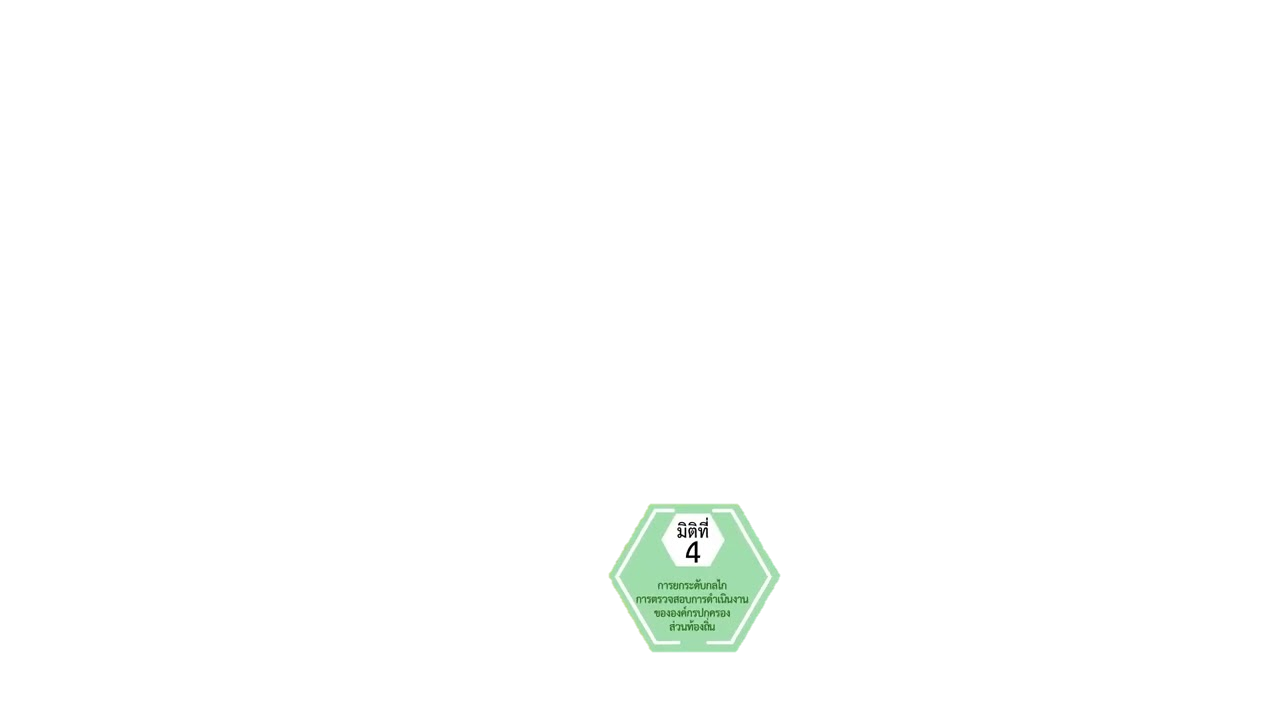 มิติที่
4
การยกระดับกลไก
การตรวจสอบการดำเนินงาน
ขององค์กรปกครอง
ส่วนท้องถิ่น